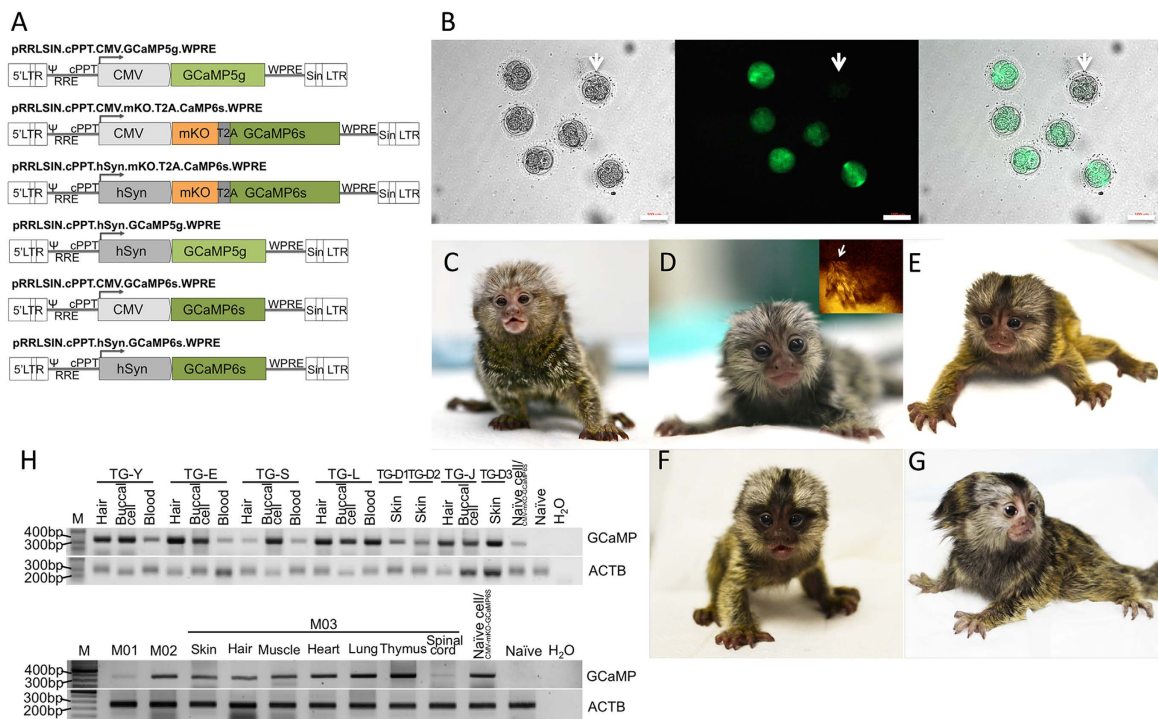 A
pRRLSIN.cPPT.CMV.GCaMP5g.WPRE
5'LTR Ψ RRE cPPT CMV GCaMP5g WPRE Sin LTR
pRRLSIN.cPPT.CMV.mKO.T2A.CaMP6s.WPRE
5'LTR Ψ RRE cPPT CMV mKO T2A GCaMP6s WPRE Sin LTR
pRRLSIN.cPPT.hSyn.mKO.T2A.CaMP6s.WPRE
5'LTR Ψ RRE cPPT hSyn mKO T2A GCaMP6s WPRE Sin LTR
pRRLSIN.cPPT.hSyn.GCaMP5g.WPRE
5'LTR Ψ RRE cPPT hSyn GCaMP5g WPRE Sin LTR
pRRLSIN.cPPT.CMV.GCaMP6s.WPRE
5'LTR Ψ RRE cPPT CMV GCaMP6s WPRE Sin LTR
pRRLSIN.cPPT.hSyn.GCaMP6s.WPRE
5'LTR Ψ RRE cPPT hSyn GCaMP6s WPRE Sin LTR
B
C
D
E
F
G
H
TG-Y TG-E TG-S TG-L TG-D1 TG-D2 TG-J TG-D3
M Hair Buccal cell Blood Hair Buccal cell Blood Hair Buccal cell Blood Hair Buccal cell Blood Skin Skin Hair Buccal cell Skin Naïve cell/ CMV-mKO-GCaMP6S Naïve H2O
400bp
300bp
GCaMP
300bp
200bp
ACTB
M03
M M01 M02 Skin Hair Muscle Heart Lung Thymus Spinal cord Naïve cell/ CMV-mKO-GCaMP6S Naïve H2O
400bp
300bp
GCaMP
300bp
200bp
ACTB